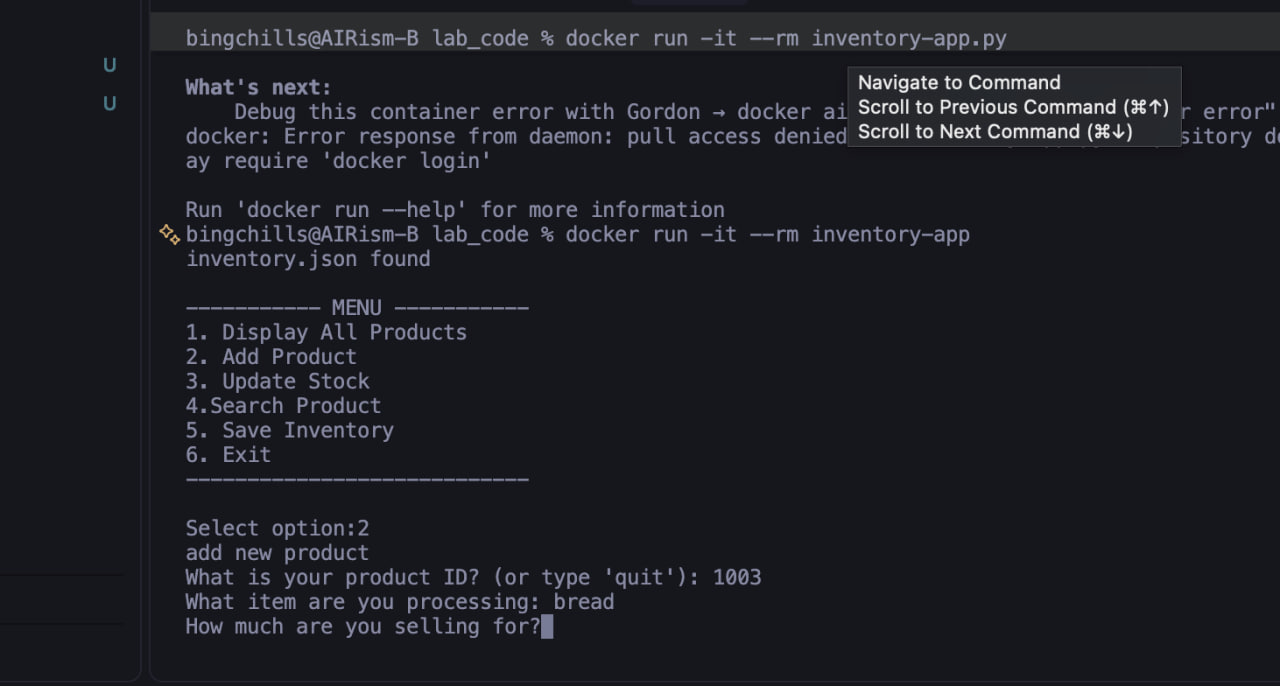 bingchills@AIRism-B lab_code % docker run -it --rm inventory-app.py
U
What's next:
U
Debug this container error with Gordon → docker ai r error"
docker: Error response from daemon: pull access denied sitory
ay require 'docker login'
Navigate to Command
Scroll to Previous Command (⌘↑)
Scroll to Next Command (⌘↓)
Run 'docker run --help' for more information
bingchills@AIRism-B lab_code % docker run -it --rm inventory-app
inventory.json found
----------- MENU -----------
1. Display All Products
2. Add Product
3. Update Stock
4.Search Product
5. Save Inventory
6. Exit
----------------------------
Select option:2
add new product
What is your product ID? (or type 'quit'): 1003
What item are you processing: bread
How much are you selling for?